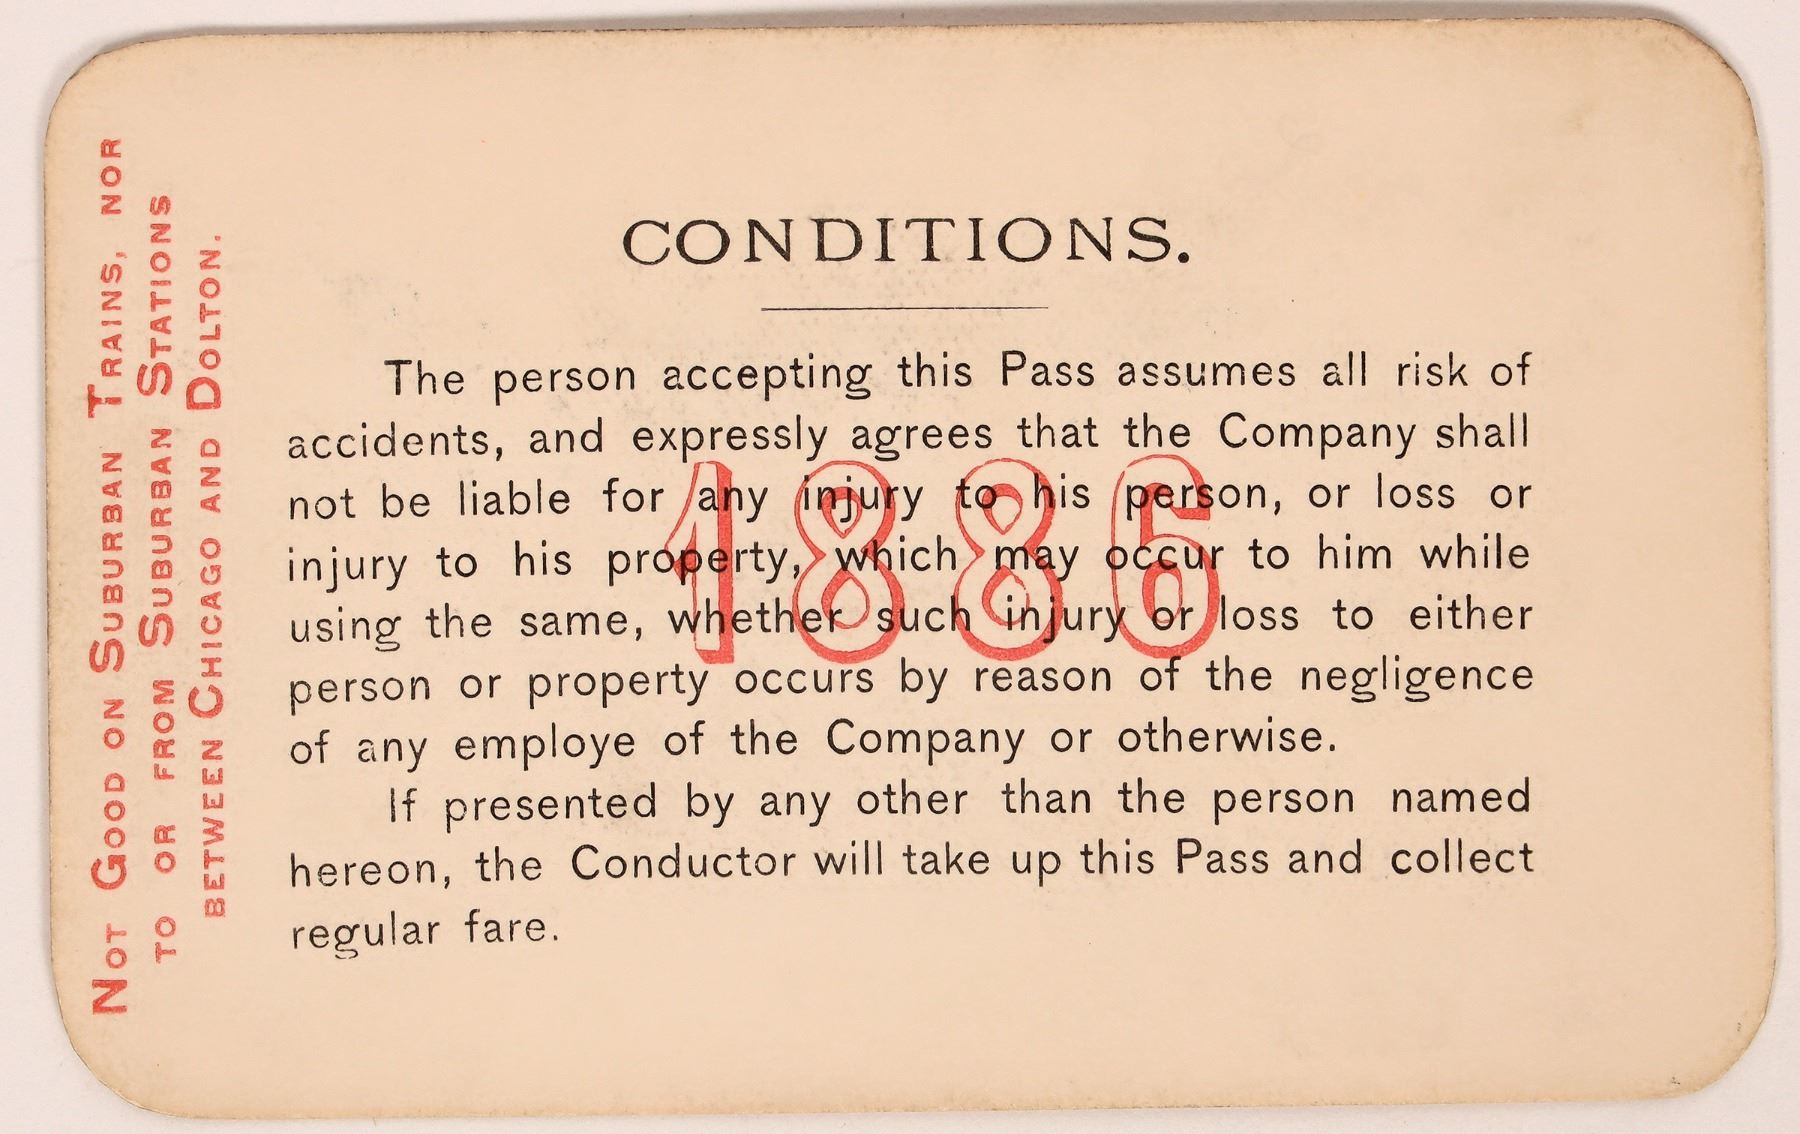 NOT GOOD ON SUBURBAN TRAINS, NOR
TO OR FROM SUBURBAN STATIONS
BETWEEN CHICAGO AND DOLTON.
CONDITIONS.
The person accepting this Pass assumes all risk of
accidents, and expressly agrees that the Company shall
not be liable for any injury to his person, or loss or
injury to his property, which may occur to him while
using the same, whether such injury or loss to either
person or property occurs by reason of the negligence
of any employe of the Company or otherwise.
If presented by any other than the person named
hereon, the Conductor will take up this Pass and collect
regular fare.
1886